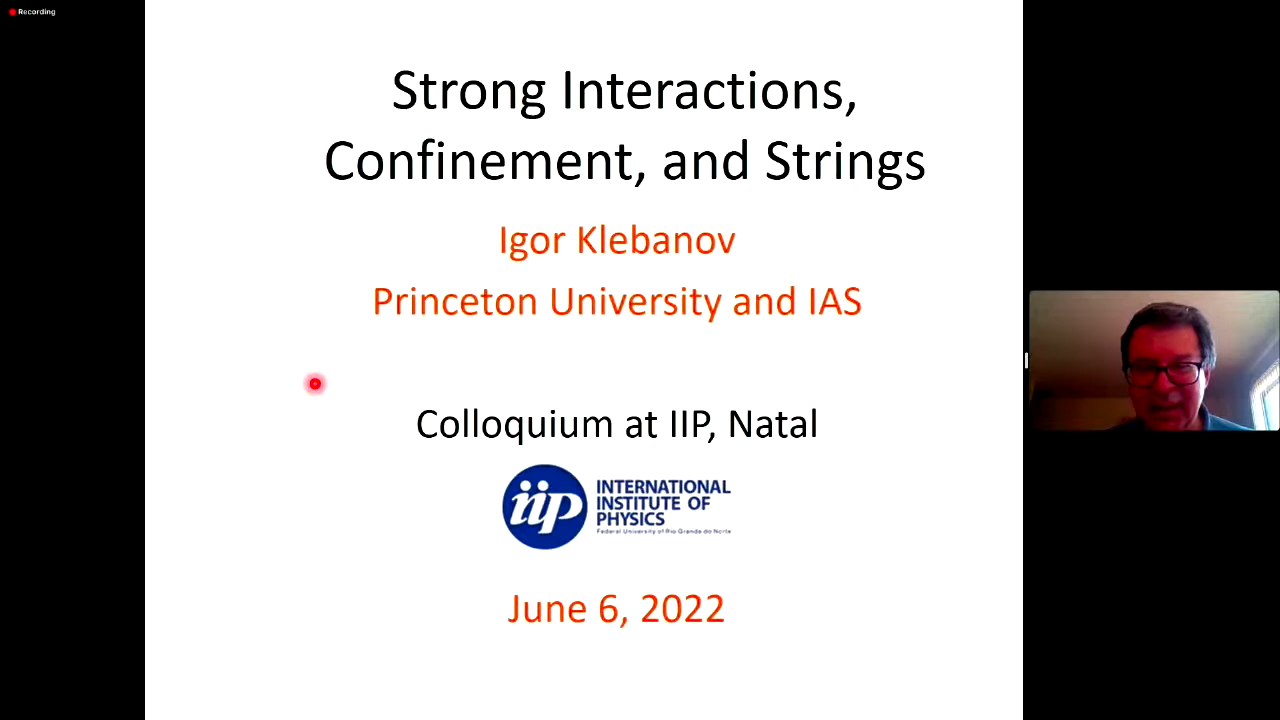 Recording
Strong Interactions,
Confinement, and Strings
Igor Klebanov
Princeton University and IAS
Colloquium at IIP, Natal
iip
INTERNATIONAL
INSTITUTE OF
PHYSICS
Federal University of Rio Grande do Norte
June 6, 2022